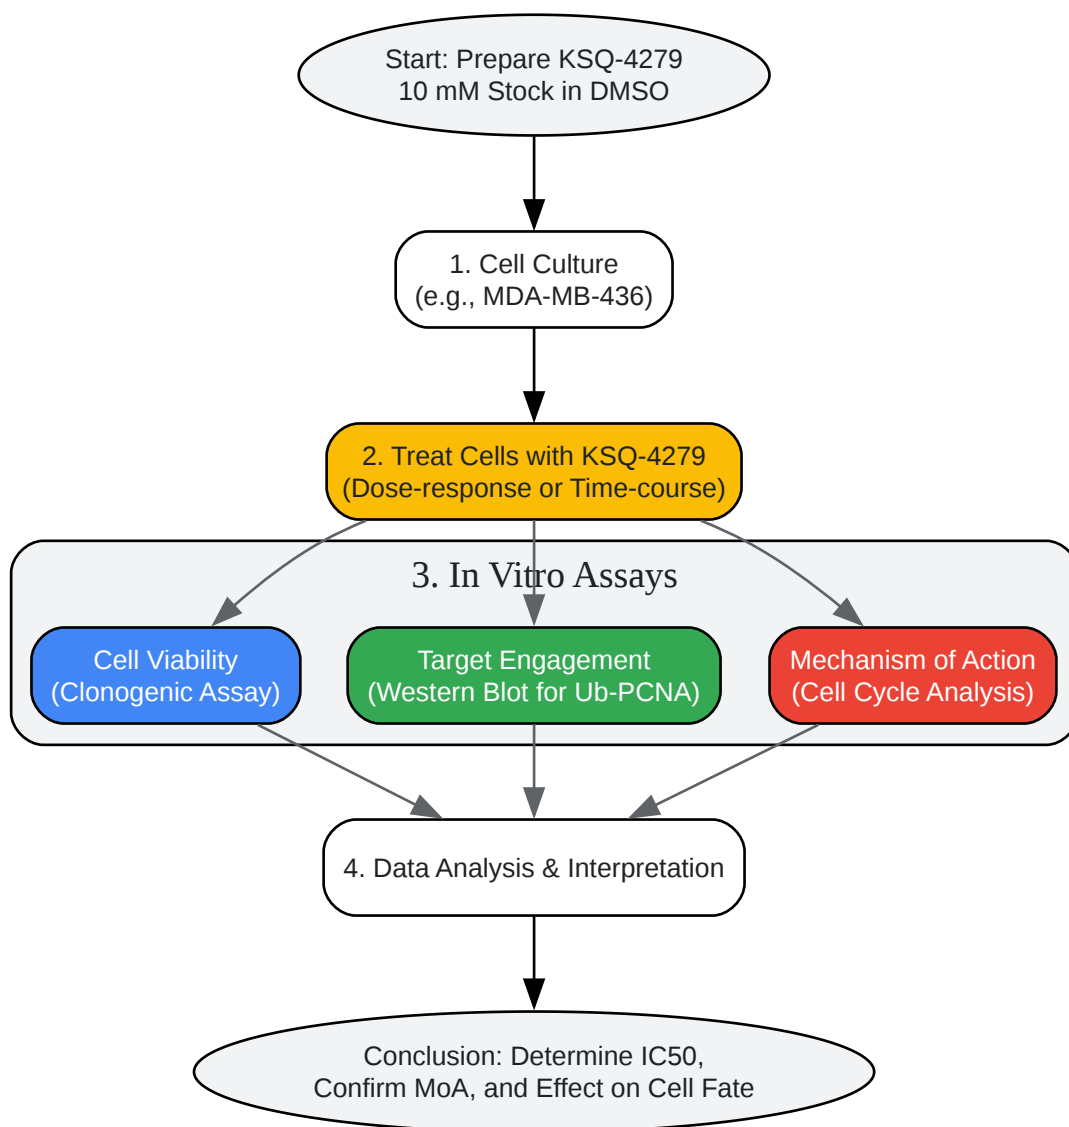 Start: Prepare KSQ-4279
10 mM Stock in DMSO
1. Cell Culture
(e.g., MDA-MB-436)
2. Treat Cells with KSQ-4279
(Dose-response or Time-course)
3. In Vitro Assays
Cell Viability
(Clonogenic Assay)
Target Engagement
(Western Blot for Ub-PCNA)
Mechanism of Action
(Cell Cycle Analysis)
4. Data Analysis & Interpretation
Conclusion: Determine IC50,
Confirm MoA, and Effect on Cell Fate